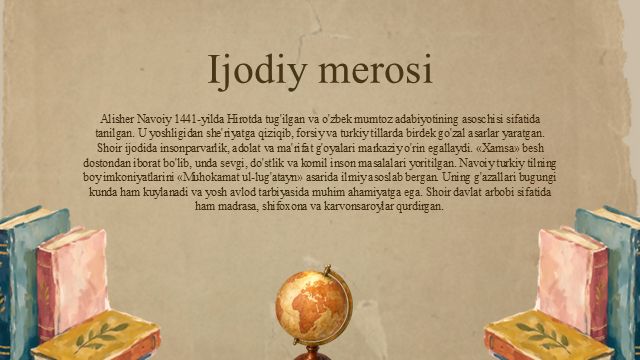 Ijodiy merosi
Alisher Navoiy 1441-yilda Hirotda tug'ilgan va o'zbek mumtoz adabiyotining asoschisi sifatida
tanilgan. U yoshligidan she'riyatga qiziqib, forsiy va turkiy tillarda birdek go'zal asarlar yaratgan.
Shoir ijodida insonparvarlik, adolat va ma'rifat g'oyalari markaziy o'rin egallaydi. «Xamsa» besh
dostondan iborat bo'lib, unda sevgi, do'stlik va komil inson masalalari yoritilgan. Navoiy turkiy tilning
boy imkoniyatlarini «Muhokamat ul-lug'atayn» asarida ilmiy asoslab bergan. Uning g'azallari bugungi
kunda ham kuylanadi va yosh avlod tarbiyasida muhim ahamiyatga ega. Shoir davlat arbobi sifatida
ham madrasa, shifoxona va karvonsaroylar qurdirgan.